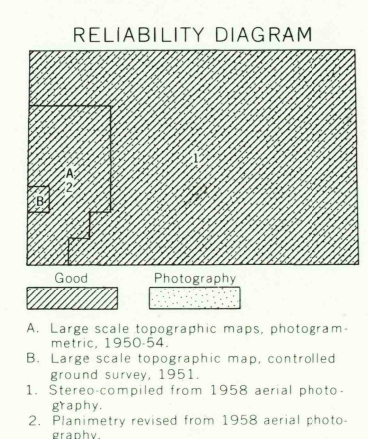 RELIABILITY DIAGRAM
1
A
2
B
Good
Photography
A. Large scale topographic maps, photogram-
metric, 1950-54.
B. Large scale topographic map, controlled
ground survey, 1951.
1. Stereo-compiled from 1958 aerial photo-
graphy.
2. Planimetry revised from 1958 aerial photo-
graphy.